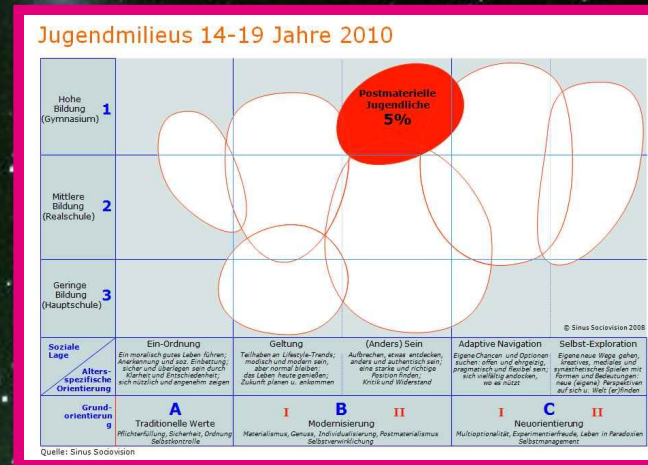 Jugendmilieus 14-19 Jahre 2010
Hohe
Bildung
(Gymnasium)
1
Postmaterielle
Jugendliche
5%
Mittlere
Bildung
(Realschule)
2
Geringe
Bildung
(Hauptschule)
3
© Sinus Sociovision 2008
Soziale
Lage
Alters-
spezifische
Orientierung
Ein-Ordnung
Ein moralisch gutes Leben führen;
Anerkennung und soz. Einbettung;
sicher und überlegen sein durch
Klarheit und Entschiedenheit;
sich nützlich und angenehm zeigen
Geltung
Teilhaben an Lifestyle-Trends;
modisch und modern sein,
aber normal bleiben;
das Leben heute genießen;
Zukunft planen u. ankommen
(Anders) Sein
Aufbrechen, etwas entdecken,
anders und authentisch sein;
eine starke und richtige
Position finden;
Kritik und Widerstand
Adaptive Navigation
Eigene Chancen und Optionen
suchen: offen und ehrgeizig,
pragmatisch und flexibel sein;
sich vielfältig andocken,
wo es nützt
Selbst-Exploration
Eigene neue Wege gehen,
kreatives, mediales und
synästhetisches Spielen mit
Formen und Bedeutungen:
neue (eigene) Perspektiven
auf sich u. Welt (er)finden
Grund-
orientierun
g
A
Traditionelle Werte
Pflichterfüllung, Sicherheit, Ordnung
Selbstkontrolle
I B II
Modernisierung
Materialismus, Genuss, Individualisierung, Postmaterialismus
Selbstverwirklichung
I C II
Neuorientierung
Multioptionalität, Experimentierfreude, Leben in Paradoxien
Selbstmanagement
Quelle: Sinus Sociovision